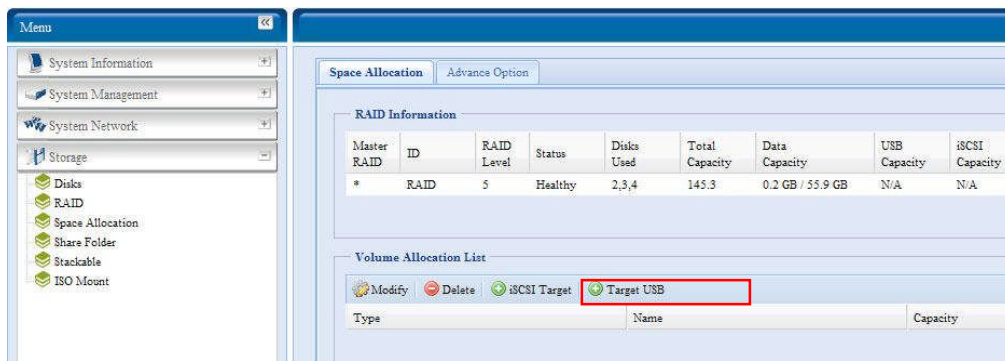 Menu
System Information
System Management
System Network
Storage
Disks
RAID
Space Allocation
Share Folder
Stackable
ISO Mount
Space Allocation Advance Option
RAID Information
Master RAID ID RAID Level Status Disks Used Total Capacity Data Capacity USB Capacity iSCSI Capacity
* RAID 5 Healthy 2,3,4 145.3 0.2 GB / 55.9 GB N/A N/A
Volume Allocation List
Modify Delete iSCSI Target Target USB
Type Name Capacity